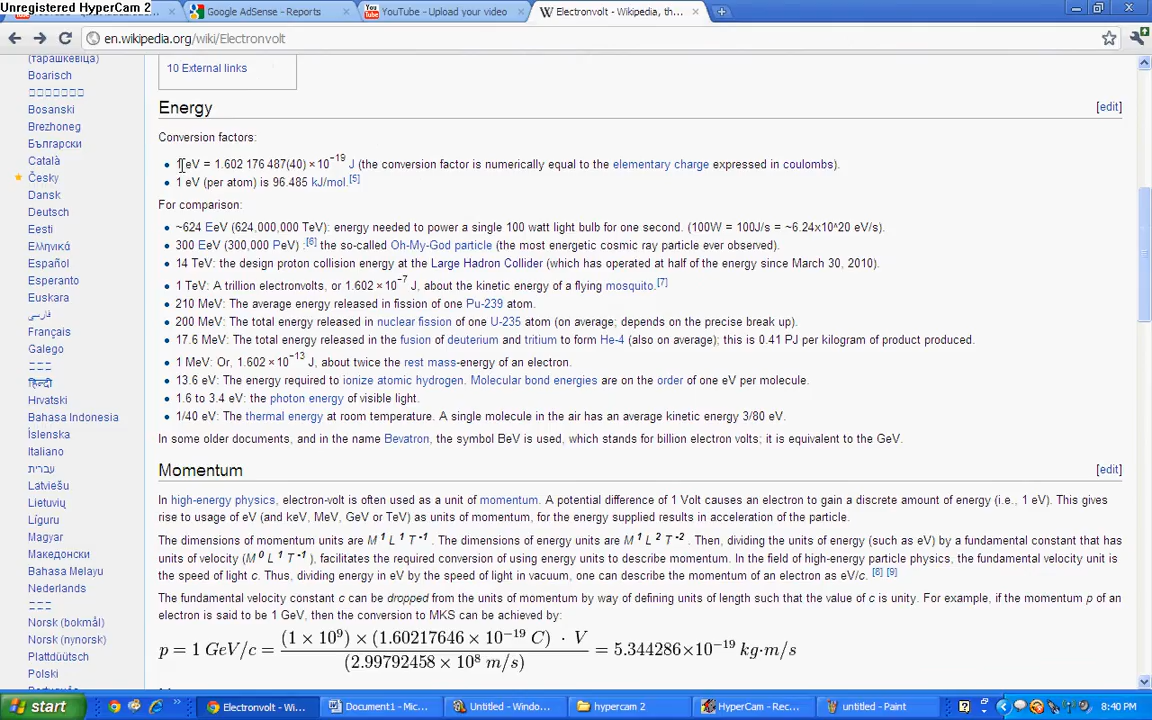 Unregistered HyperCam 2
Google AdSense - Reports
YouTube - Upload your video
Electronvolt - Wikipedia, th...
en.wikipedia.org/wiki/Electronvolt
(тарашкевіца)
Boarisch
Bosanski
Brezhoneg
Български
Català
Česky
Dansk
Deutsch
Eesti
Ελληνικά
Español
Esperanto
Euskara
فارسی
Français
Galego
हिन्दी
Hrvatski
Bahasa Indonesia
Íslenska
Italiano
עברית
Latviešu
Lietuvių
Líguru
Magyar
Македонски
Bahasa Melayu
Nederlands
Norsk (bokmål)
Norsk (nynorsk)
Plattdüütsch
Polski
10 External links
Energy [edit]
Conversion factors:
1 eV = 1.602 176 487(40) × 10⁻¹⁹ J (the conversion factor is numerically equal to the elementary charge expressed in coulombs).
1 eV (per atom) is 96.485 kJ/mol.[5]
For comparison:
~624 EeV (624,000,000 TeV): energy needed to power a single 100 watt light bulb for one second. (100W = 100J/s = ~6.24x10^20 eV/s).
300 EeV (300,000 PeV) :[6] the so-called Oh-My-God particle (the most energetic cosmic ray particle ever observed).
14 TeV: the design proton collision energy at the Large Hadron Collider (which has operated at half of the energy since March 30, 2010).
1 TeV: A trillion electronvolts, or 1.602 × 10⁻⁷ J, about the kinetic energy of a flying mosquito.[7]
210 MeV: The average energy released in fission of one Pu-239 atom.
200 MeV: The total energy released in nuclear fission of one U-235 atom (on average; depends on the precise break up).
17.6 MeV: The total energy released in the fusion of deuterium and tritium to form He-4 (also on average); this is 0.41 PJ per kilogram of product produced.
1 MeV: Or, 1.602 × 10⁻¹³ J, about twice the rest mass-energy of an electron.
13.6 eV: The energy required to ionize atomic hydrogen. Molecular bond energies are on the order of one eV per molecule.
1.6 to 3.4 eV: the photon energy of visible light.
1/40 eV: The thermal energy at room temperature. A single molecule in the air has an average kinetic energy 3/80 eV.
In some older documents, and in the name Bevatron, the symbol BeV is used, which stands for billion electron volts; it is equivalent to the GeV.
Momentum [edit]
In high-energy physics, electron-volt is often used as a unit of momentum. A potential difference of 1 Volt causes an electron to gain a discrete amount of energy (i.e., 1 eV). This gives
rise to usage of eV (and keV, MeV, GeV or TeV) as units of momentum, for the energy supplied results in acceleration of the particle.
The dimensions of momentum units are M¹L¹T⁻¹. The dimensions of energy units are M¹L²T⁻². Then, dividing the units of energy (such as eV) by a fundamental constant that has
units of velocity (M⁰L¹T⁻¹), facilitates the required conversion of using energy units to describe momentum. In the field of high-energy particle physics, the fundamental velocity unit is
the speed of light c. Thus, dividing energy in eV by the speed of light in vacuum, one can describe the momentum of an electron as eV/c. [8] [9]
The fundamental velocity constant c can be dropped from the units of momentum by way of defining units of length such that the value of c is unity. For example, if the momentum p of an
electron is said to be 1 GeV, then the conversion to MKS can be achieved by:
p = 1 GeV/c = (1 × 10⁹) × (1.60217646 × 10⁻¹⁹ C) · V / (2.99792458 × 10⁸ m/s) = 5.344286×10⁻¹⁹ kg·m/s
start
Electronvolt - Wi...
Document1 - Mic...
Untitled - Windo...
hypercam 2
HyperCam - Rec...
untitled - Paint
8:40 PM